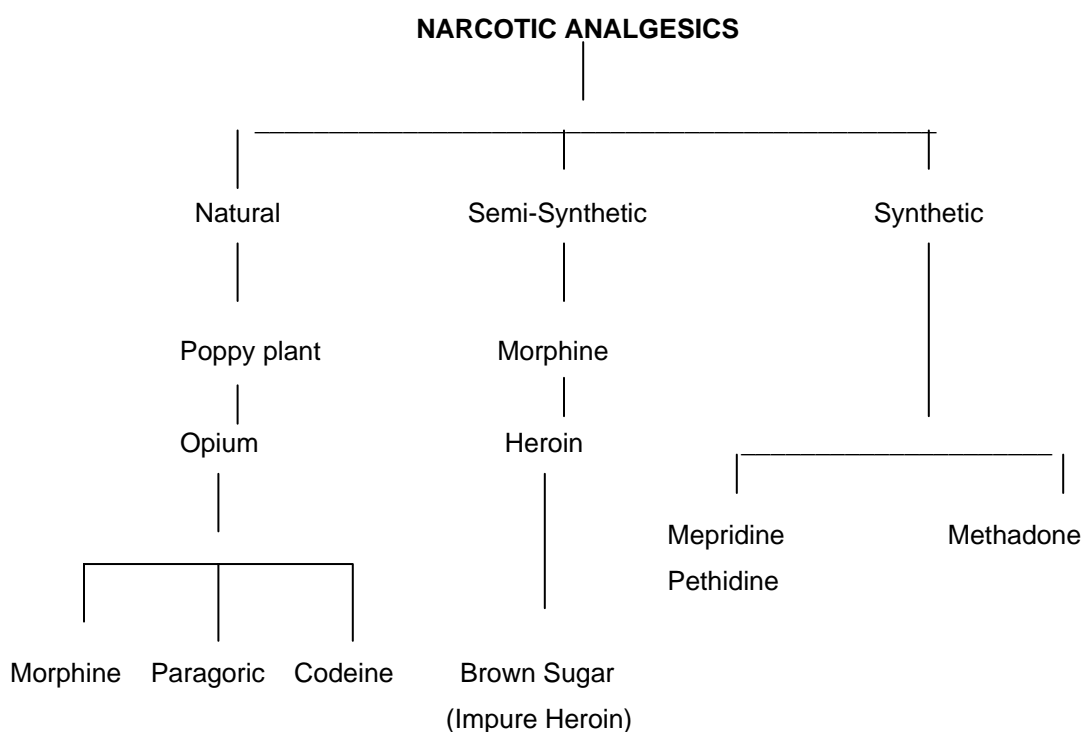 NARCOTIC ANALGESICS
Natural Semi-Synthetic Synthetic
Poppy plant Morphine
Opium Heroin
Mepridine Methadone
Pethidine
Morphine Paragoric Codeine Brown Sugar
(Impure Heroin)